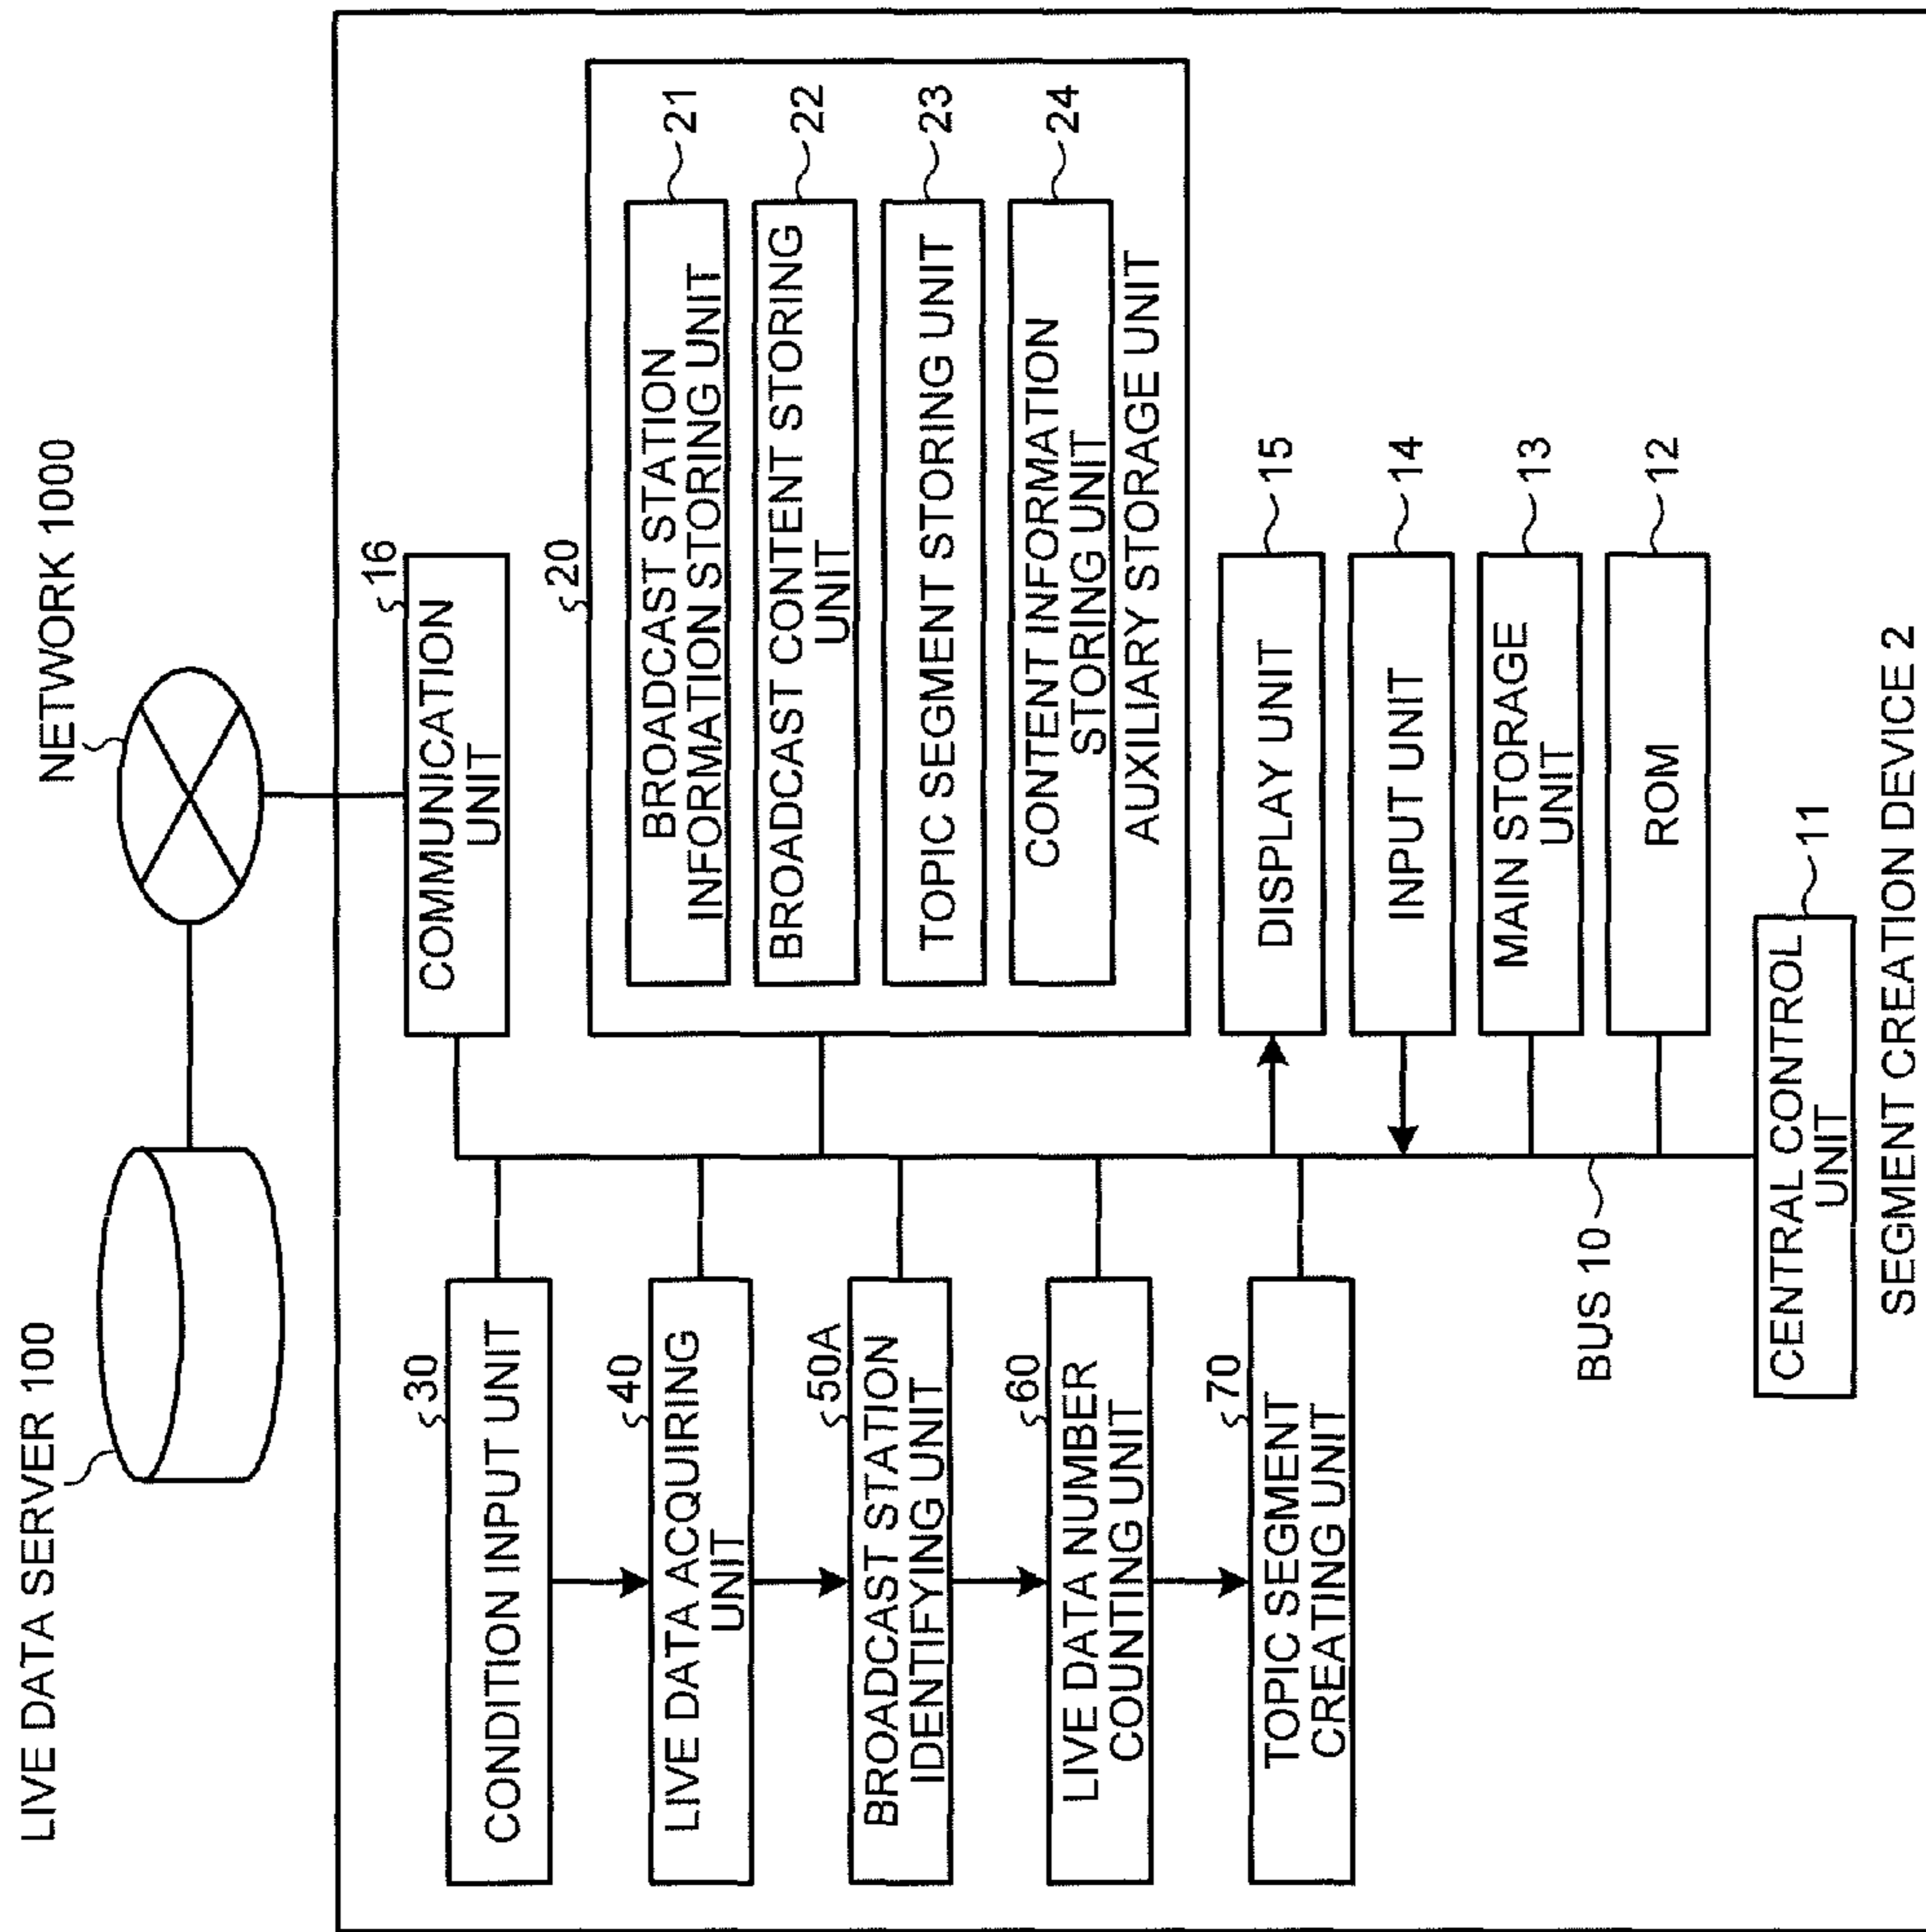 LIVE DATA SERVER 100
NETWORK 1000
30
CONDITION INPUT UNIT
40
LIVE DATA ACQUIRING
UNIT
50A
BROADCAST STATION
IDENTIFYING UNIT
60
LIVE DATA NUMBER
COUNTING UNIT
70
TOPIC SEGMENT
CREATING UNIT
BUS 10
16
COMMUNICATION
UNIT
20
BROADCAST STATION
INFORMATION STORING UNIT
21
BROADCAST CONTENT STORING
UNIT
22
TOPIC SEGMENT STORING UNIT
23
CONTENT INFORMATION
STORING UNIT
24
AUXILIARY STORAGE UNIT
DISPLAY UNIT
15
INPUT UNIT
14
MAIN STORAGE
UNIT
13
ROM
12
CENTRAL CONTROL
UNIT
11
SEGMENT CREATION DEVICE 2